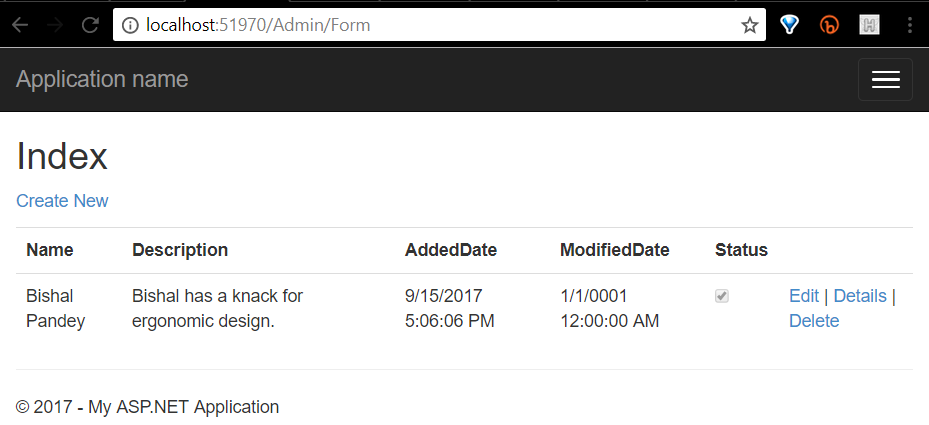 localhost:51970/Admin/Form
Application name
Index
Create New
Name Description AddedDate ModifiedDate Status
Bishal Bishal has a knack for 9/15/2017 1/1/0001 Edit | Details |
Pandey ergonomic design. 5:06:06 PM 12:00:00 AM Delete
© 2017 - My ASP.NET Application